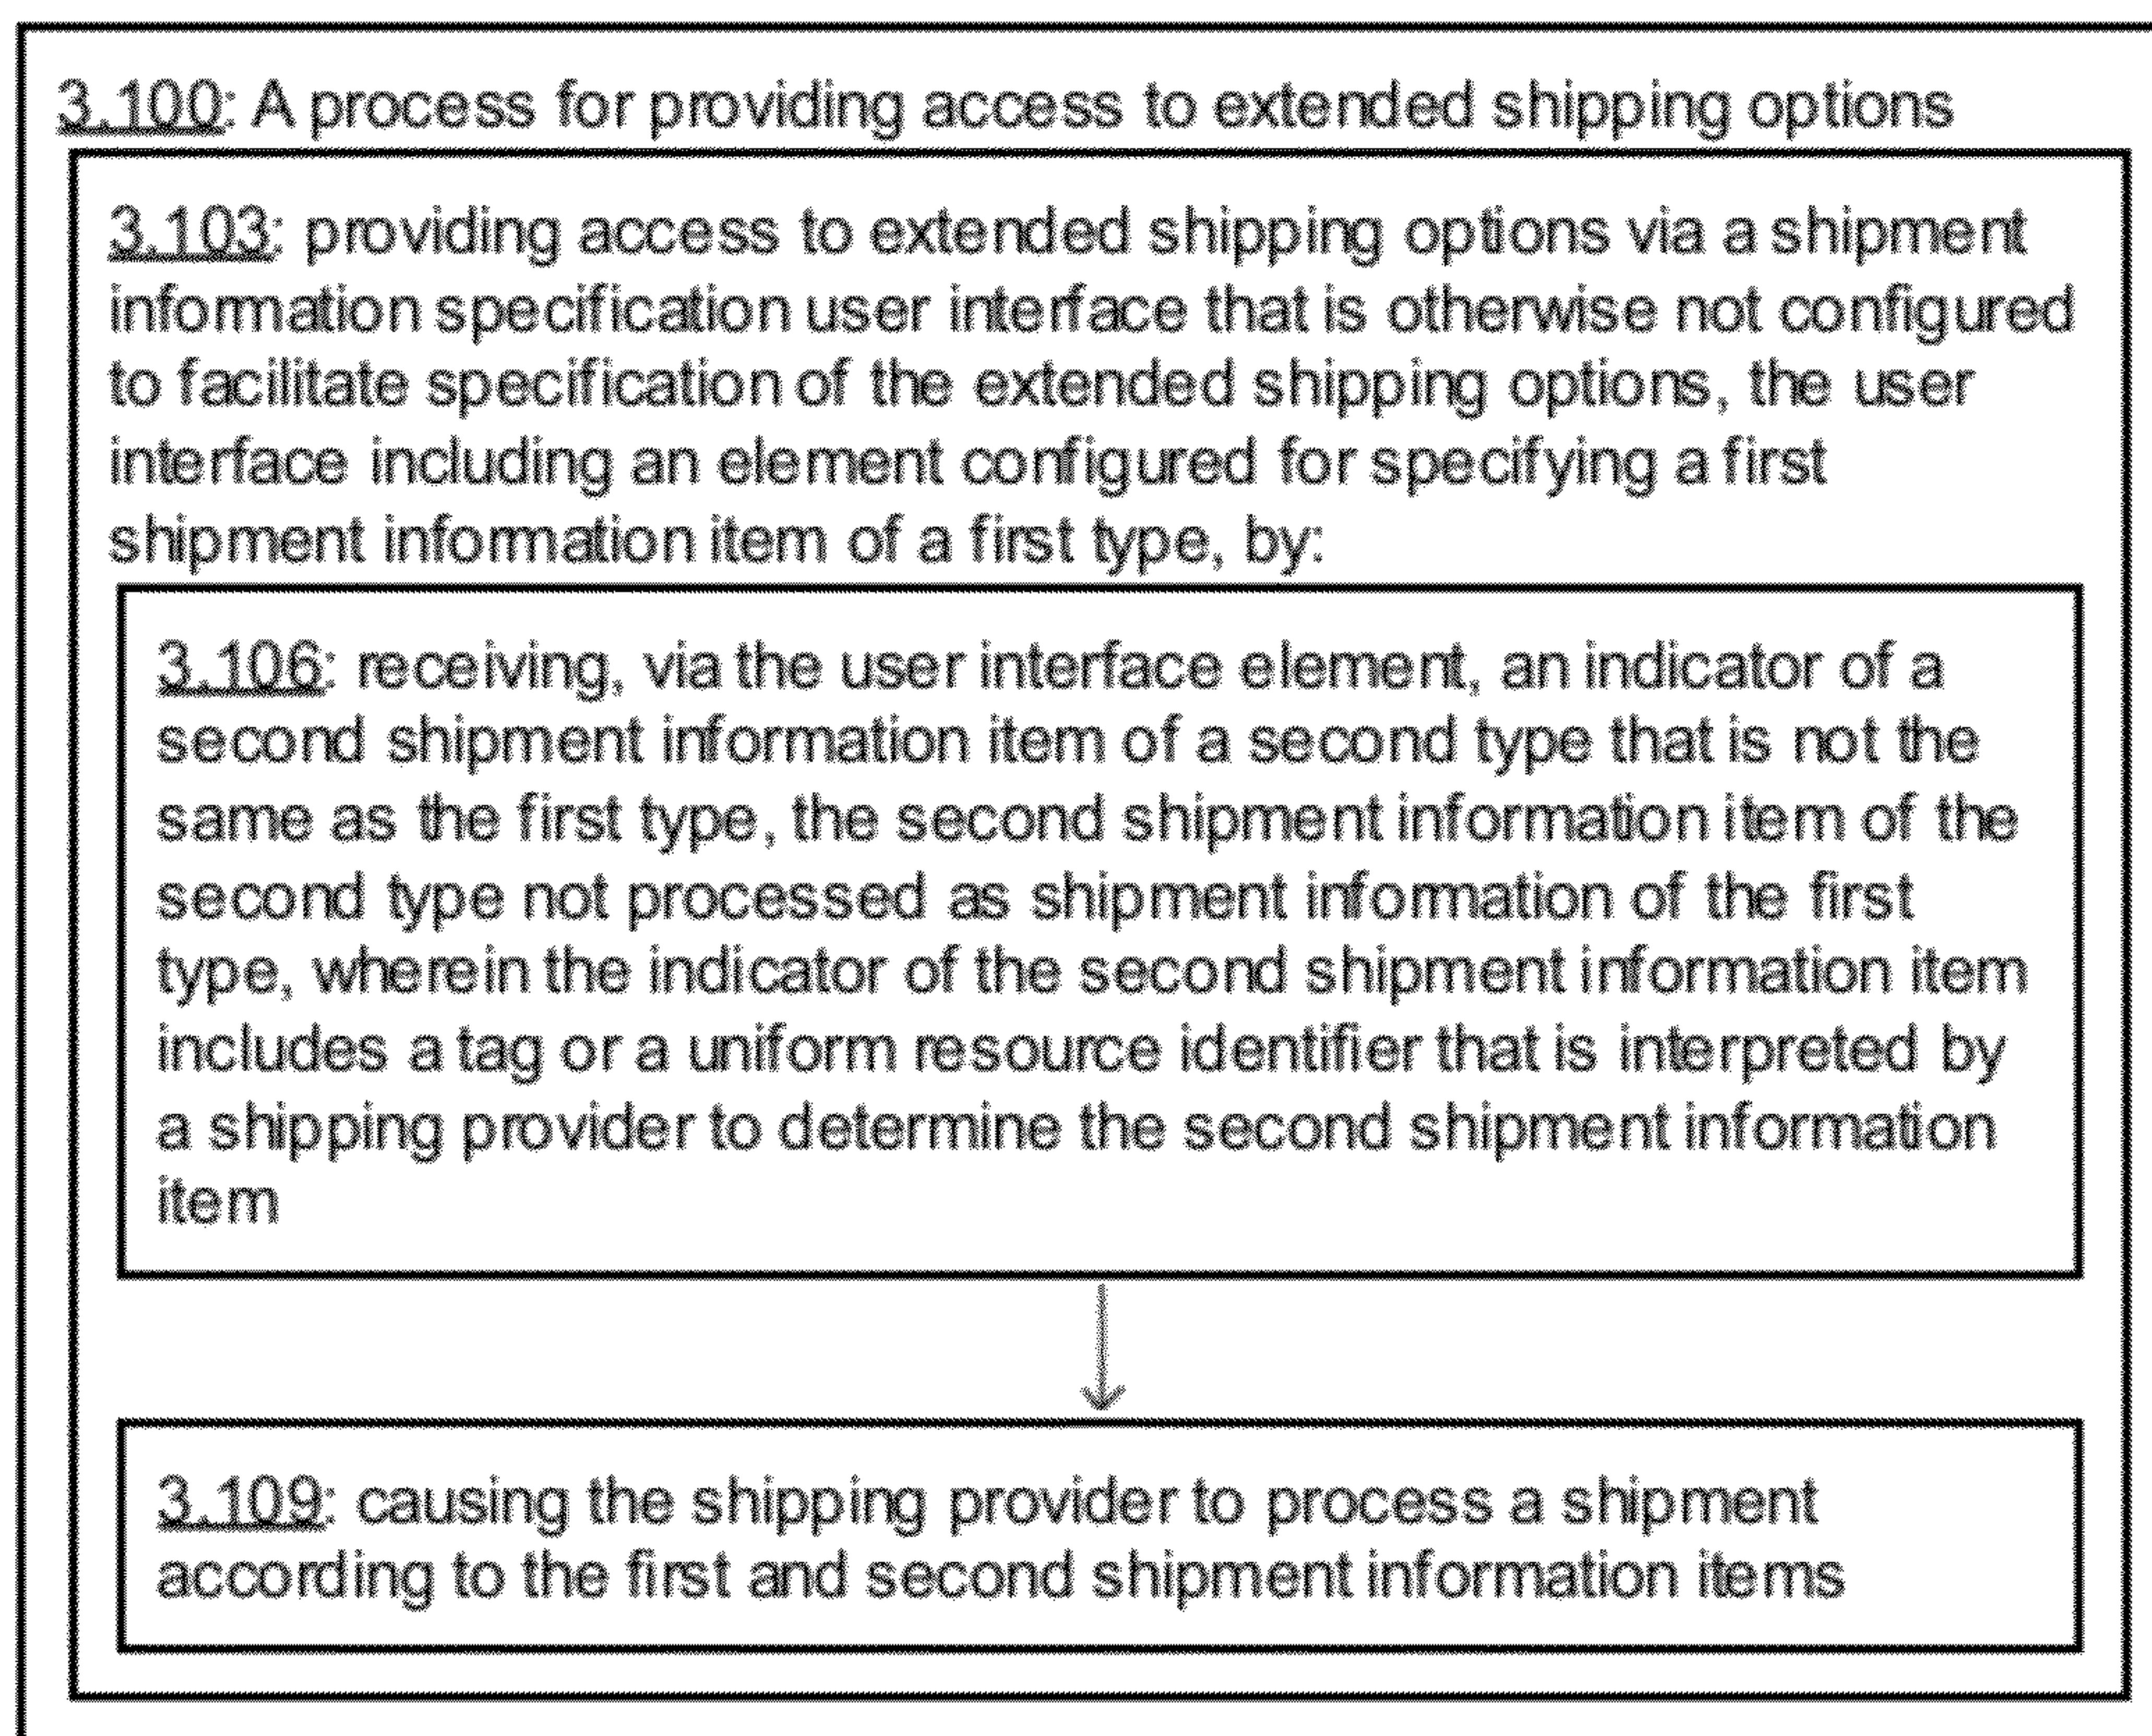 3.100: A process for providing access to extended shipping options
3.103: providing access to extended shipping options via a shipment
information specification user interface that is otherwise not configured
to facilitate specification of the extended shipping options, the user
interface including an element configured for specifying a first
shipment information item of a first type, by:
3.106: receiving, via the user interface element, an indicator of a
second shipment information item of a second type that is not the
same as the first type, the second shipment information item of the
second type not processed as shipment information of the first
type, wherein the indicator of the second shipment information item
includes a tag or a uniform resource identifier that is interpreted by
a shipping provider to determine the second shipment information
item
3.109: causing the shipping provider to process a shipment
according to the first and second shipment information items